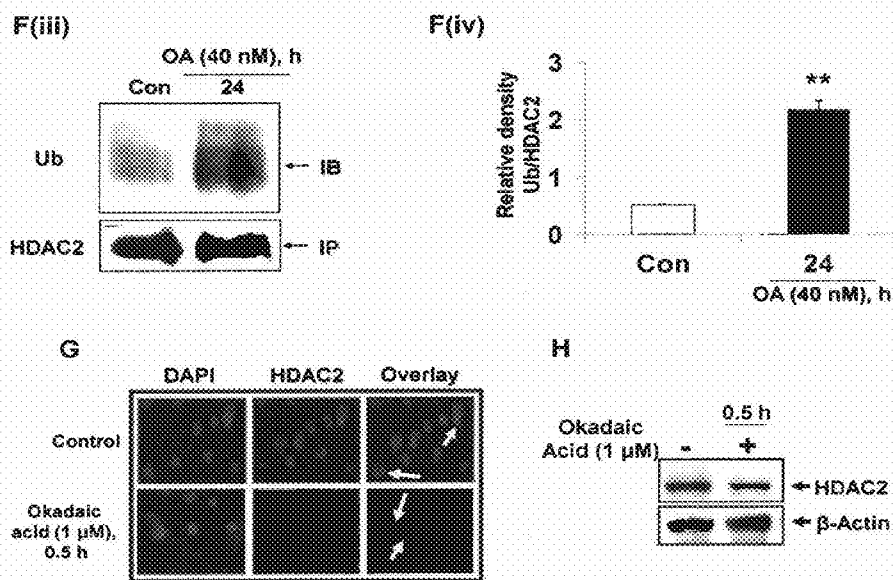 F(iii)
OA (40 nM), h
Con 24
Ub
IB
HDAC2
IP
F(iv)
Relative density
Ub/HDAC2
3
2
1
0
**
Con 24
OA (40 nM), h
G
DAPI HDAC2 Overlay
Control
Okadaic
acid (1 µM),
0.5 h
H
0.5 h
Okadaic
Acid (1 µM) - +
HDAC2
β-Actin